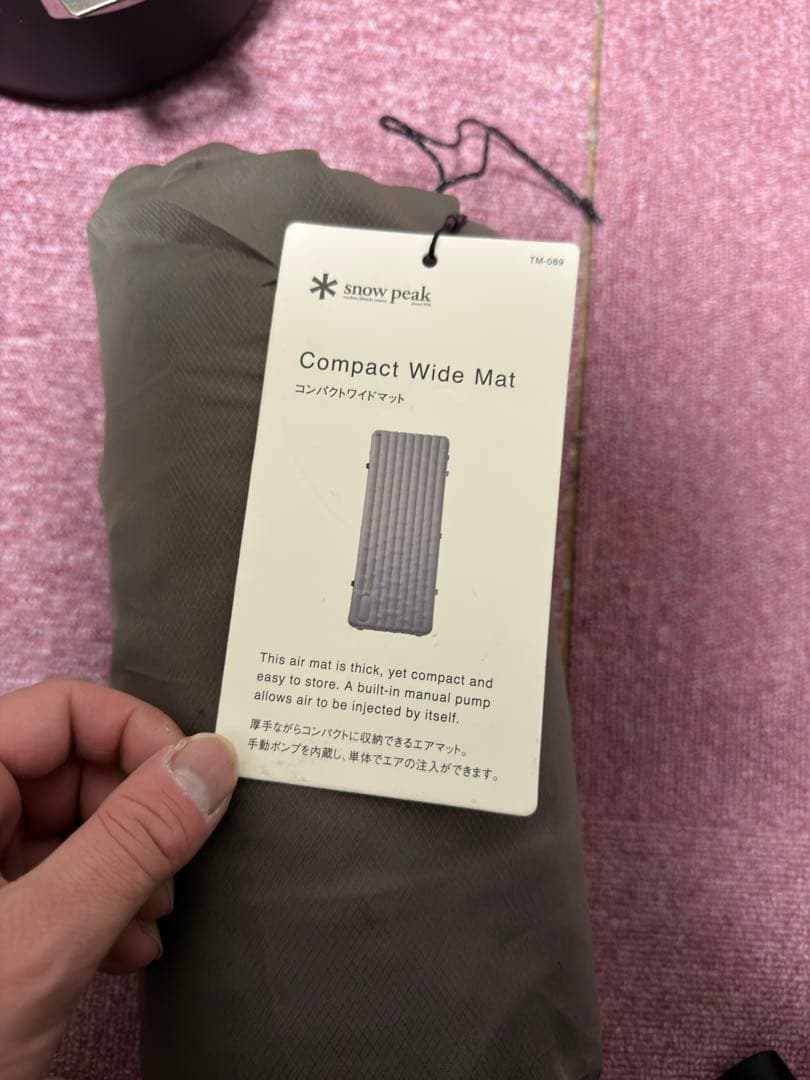 TM-089
snow peak
Compact Wide Mat
コンパクトワイドマット
This air mat is thick, yet compact and
easy to store. A built-in manual pump
allows air to be injected by itself.
厚手ながらコンパクトに収納できるエアマット。
手動ポンプを内蔵し、単体でエアの注入ができます。